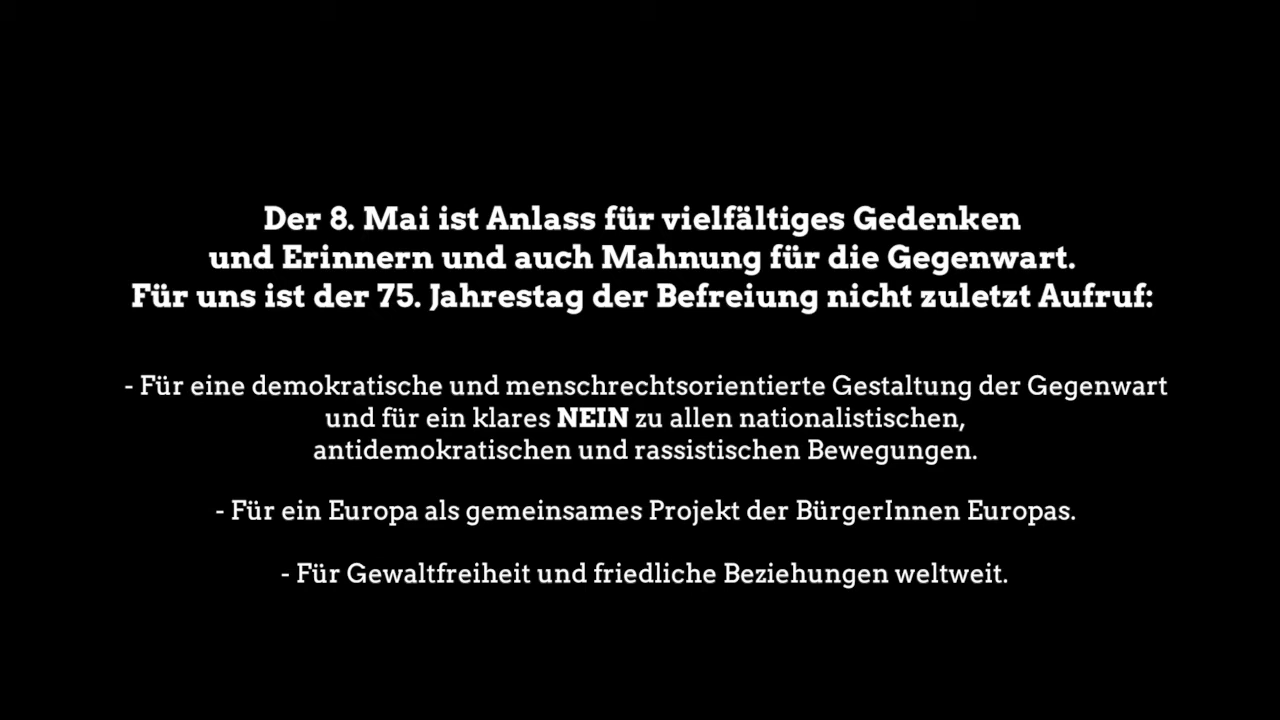 Der 8. Mai ist Anlass für vielfältiges Gedenken
und Erinnern und auch Mahnung für die Gegenwart.
Für uns ist der 75. Jahrestag der Befreiung nicht zuletzt Aufruf:
- Für eine demokratische und menschrechtsorientierte Gestaltung der Gegenwart
und für ein klares NEIN zu allen nationalistischen,
antidemokratischen und rassistischen Bewegungen.
- Für ein Europa als gemeinsames Projekt der BürgerInnen Europas.
- Für Gewaltfreiheit und friedliche Beziehungen weltweit.